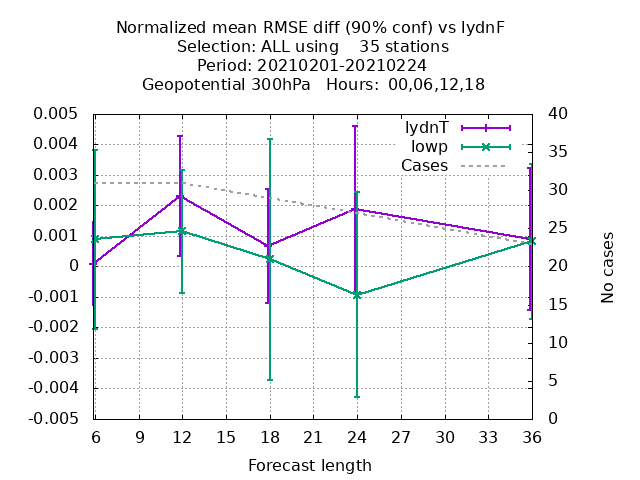 Normalized mean RMSE diff (90% conf) vs lydnF
Selection: ALL using    35 stations
Period: 20210201-20210224
Geopotential 300hPa   Hours:  00,06,12,18
0.005
0.004
0.003
0.002
0.001
0
-0.001
-0.002
-0.003
-0.004
-0.005
lydnT
lowp
Cases
40
35
30
25
20
15
10
5
0
No cases
6 9 12 15 18 21 24 27 30 33 36
Forecast length